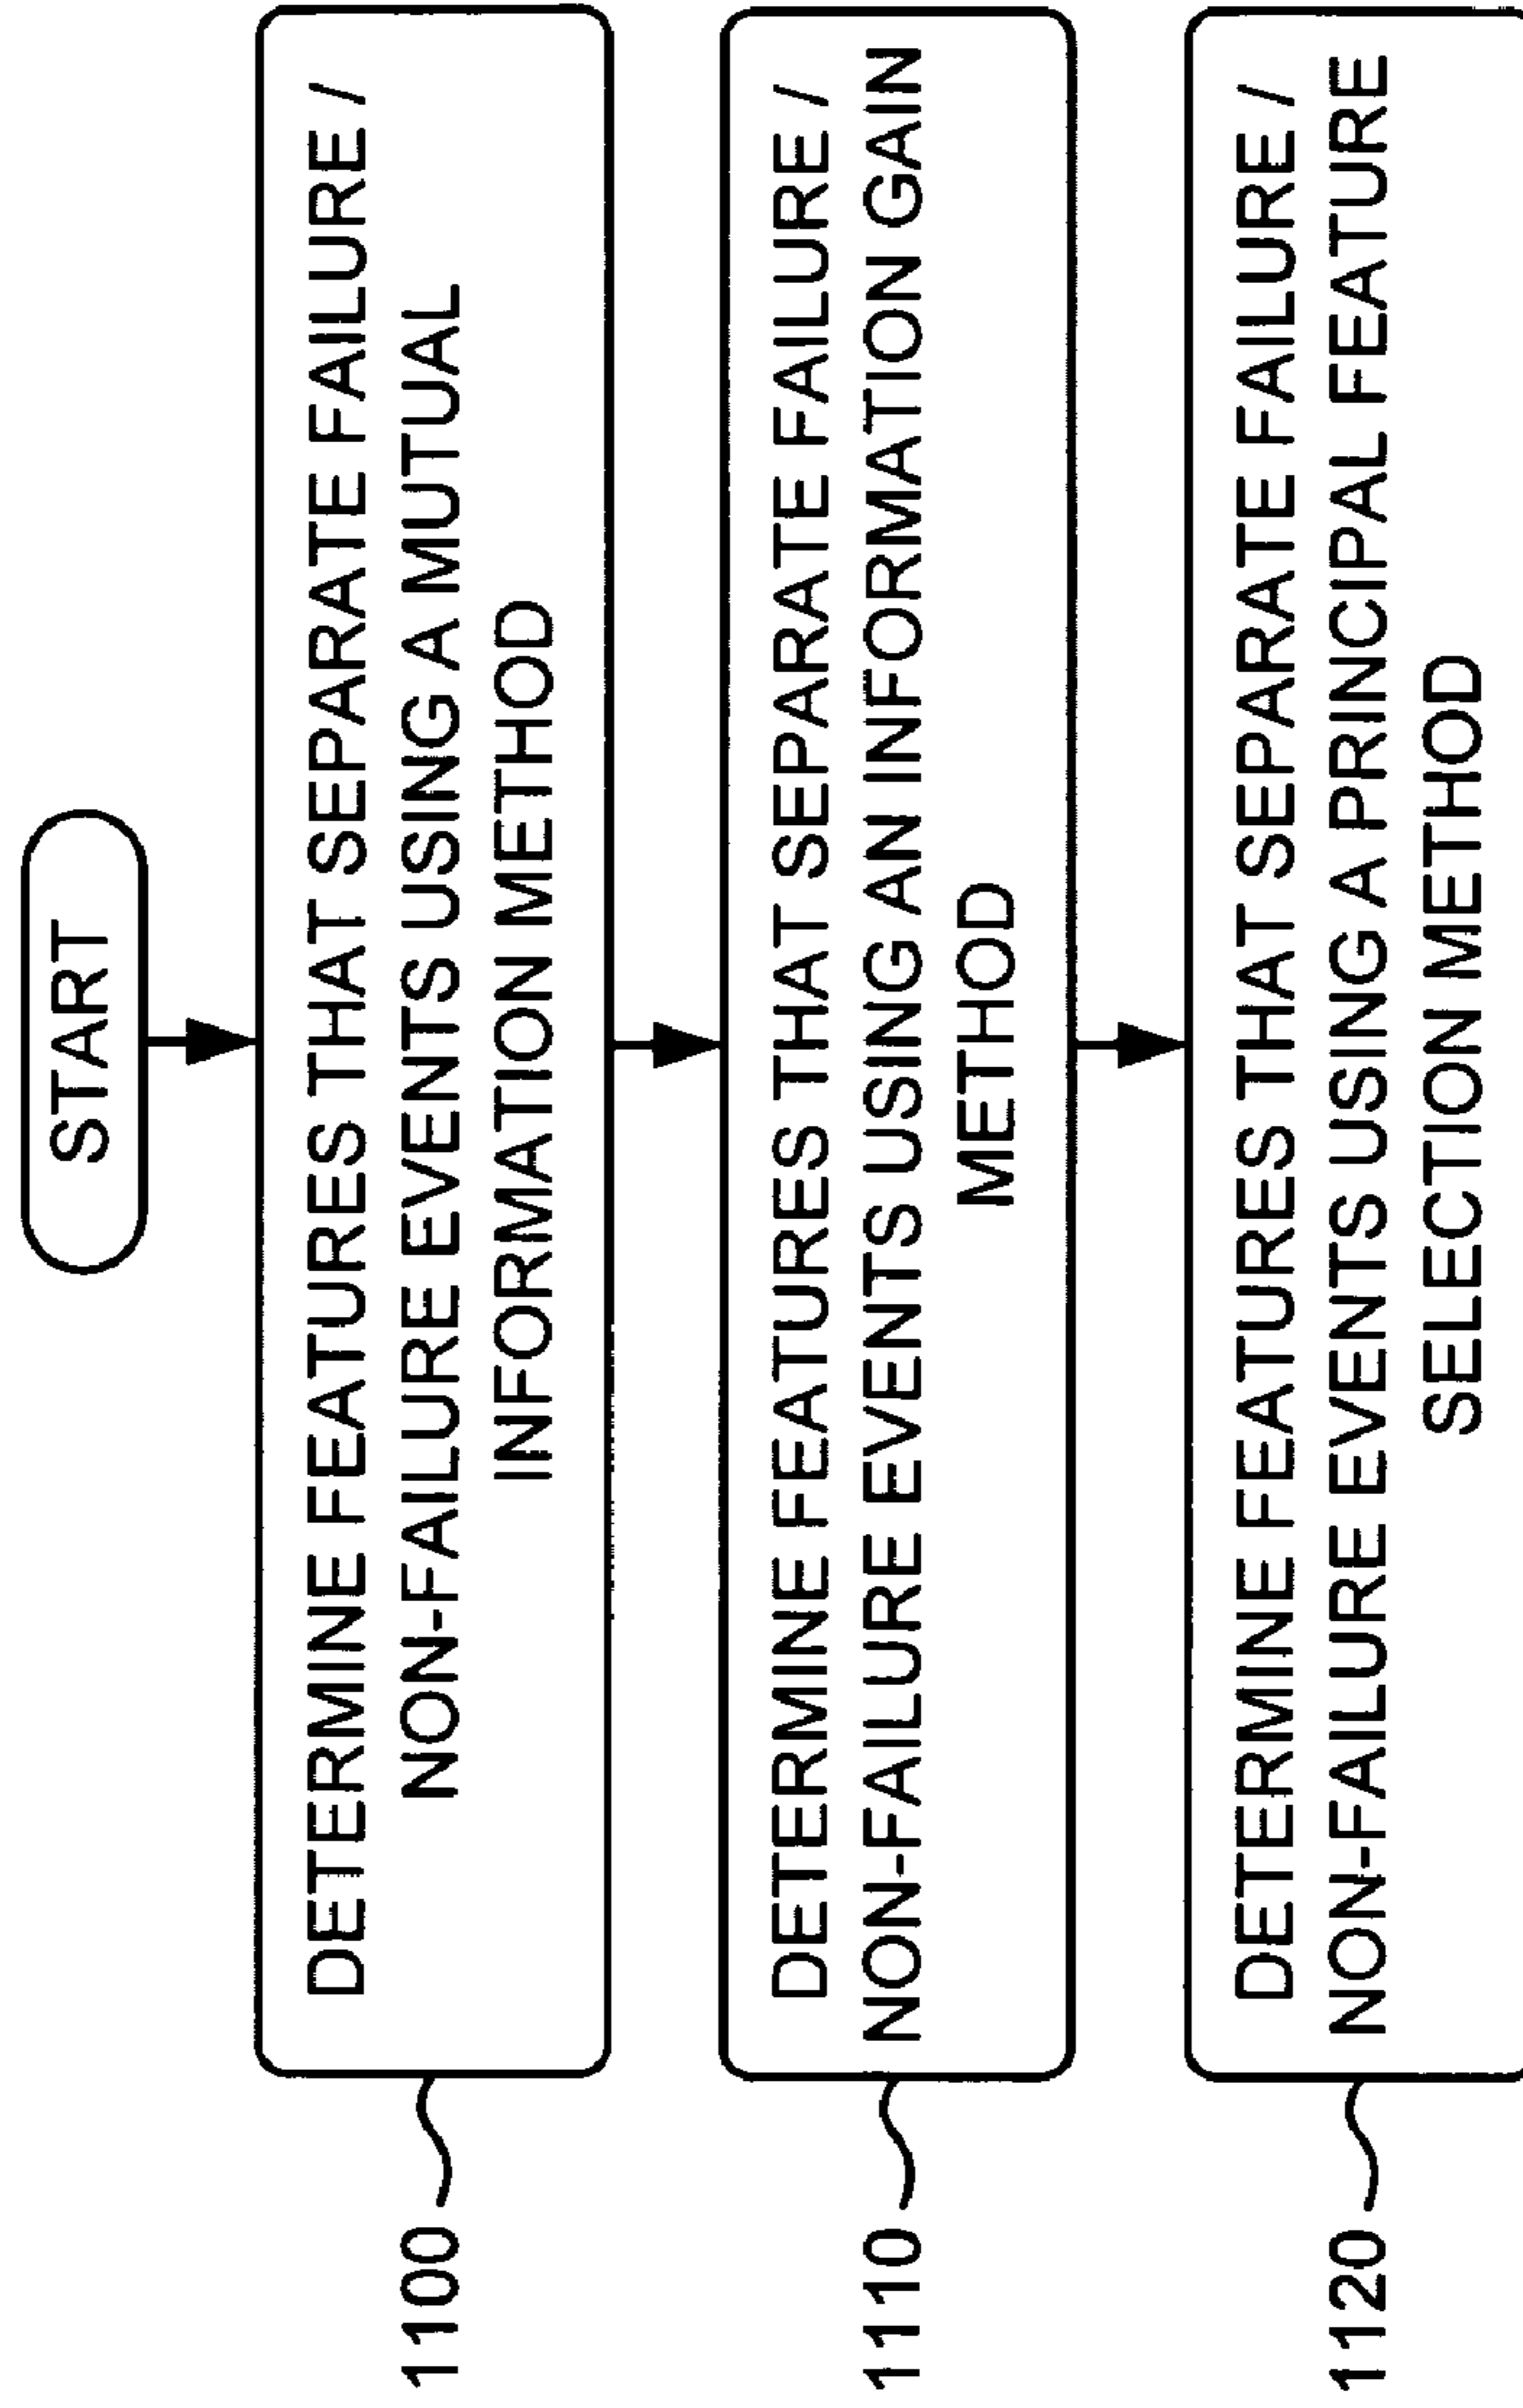 START
1100
DETERMINE FEATURES THAT SEPARATE FAILURE /
NON-FAILURE EVENTS USING A MUTUAL
INFORMATION METHOD
1110
DETERMINE FEATURES THAT SEPARATE FAILURE /
NON-FAILURE EVENTS USING AN INFORMATION GAIN
METHOD
1120
DETERMINE FEATURES THAT SEPARATE FAILURE /
NON-FAILURE EVENTS USING A PRINCIPAL FEATURE
SELECTION METHOD